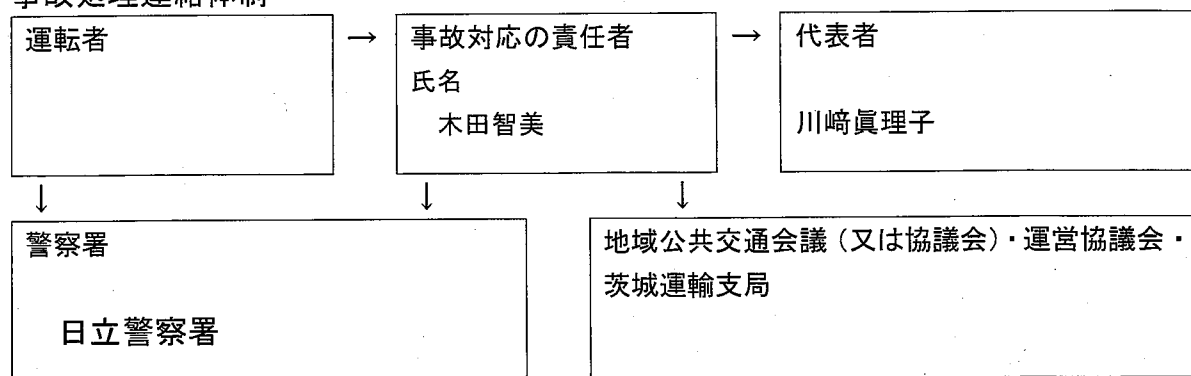 事故処理連絡体制
運転者
→
事故対応の責任者
氏名
木田智美
→
代表者
川﨑眞理子
↓
↓
↓
警察署
日立警察署
地域公共交通会議（又は協議会）・運営協議会・
茨城運輸支局